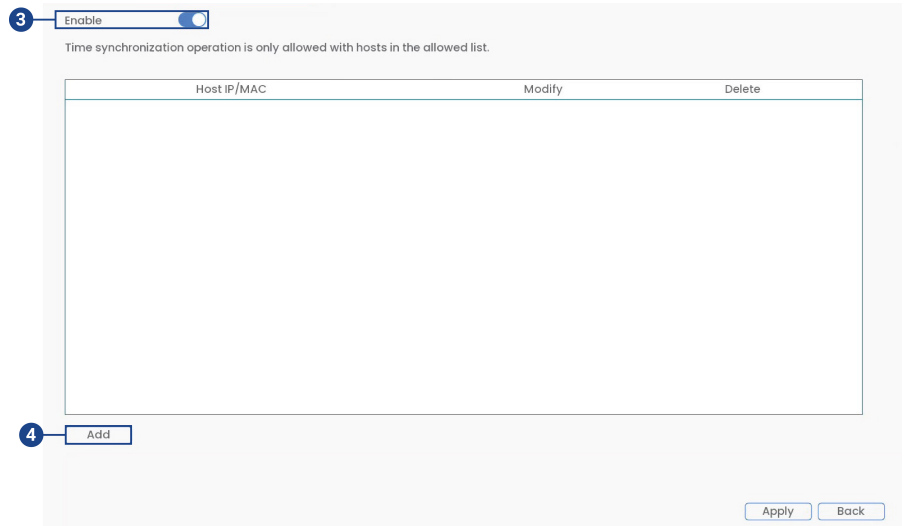 3 Enable
Time synchronization operation is only allowed with hosts in the allowed list.
Host IP/MAC Modify Delete
4 Add
Apply Back